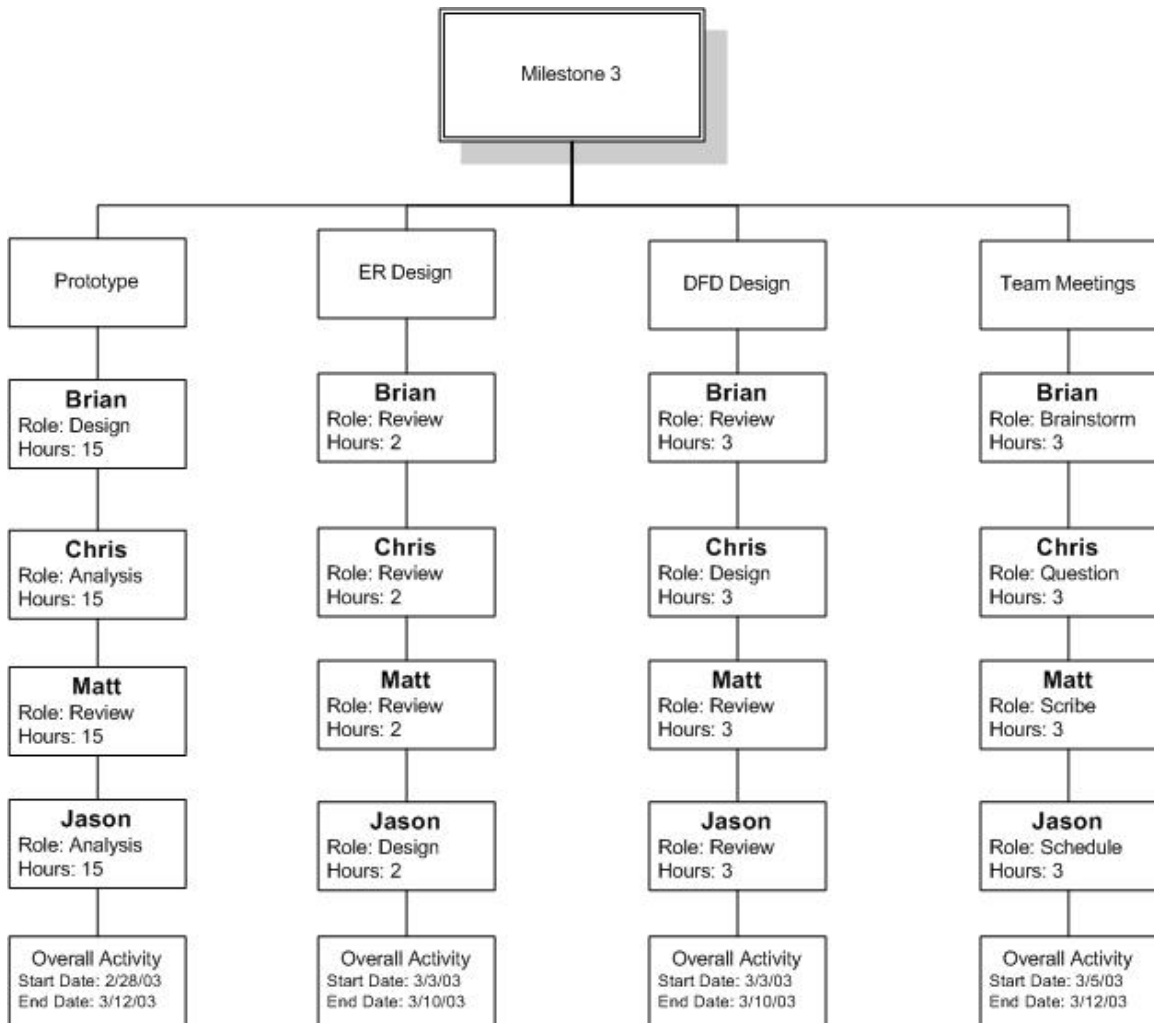 Milestone 3
Prototype
Brian
Role: Design
Hours: 15
Chris
Role: Analysis
Hours: 15
Matt
Role: Review
Hours: 15
Jason
Role: Analysis
Hours: 15
Overall Activity
Start Date: 2/28/03
End Date: 3/12/03
ER Design
Brian
Role: Review
Hours: 2
Chris
Role: Review
Hours: 2
Matt
Role: Review
Hours: 2
Jason
Role: Design
Hours: 2
Overall Activity
Start Date: 3/3/03
End Date: 3/10/03
DFD Design
Brian
Role: Review
Hours: 3
Chris
Role: Design
Hours: 3
Matt
Role: Review
Hours: 3
Jason
Role: Review
Hours: 3
Overall Activity
Start Date: 3/3/03
End Date: 3/10/03
Team Meetings
Brian
Role: Brainstorm
Hours: 3
Chris
Role: Question
Hours: 3
Matt
Role: Scribe
Hours: 3
Jason
Role: Schedule
Hours: 3
Overall Activity
Start Date: 3/5/03
End Date: 3/12/03